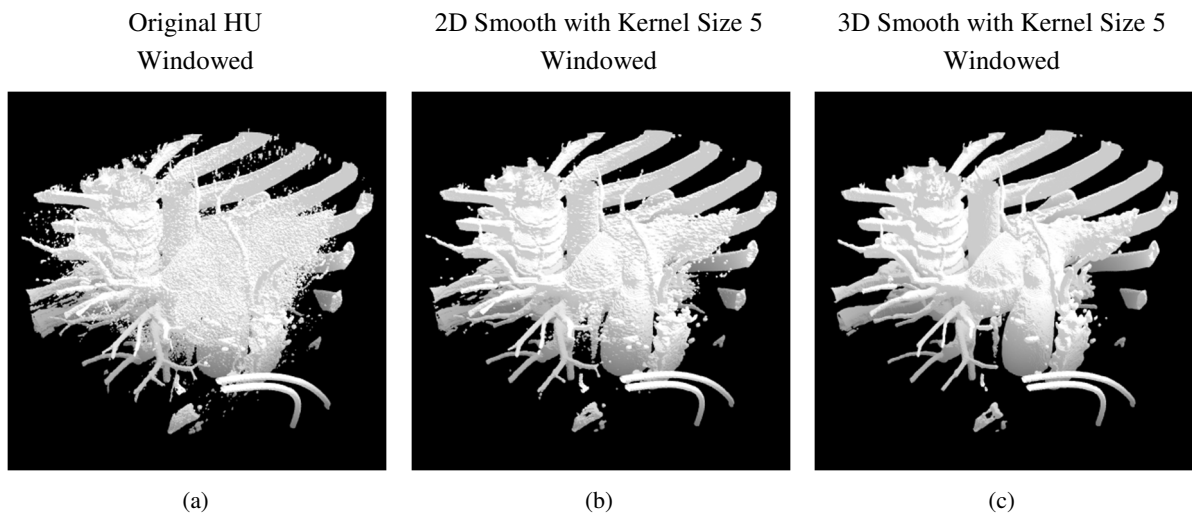 Original HU
Windowed
2D Smooth with Kernel Size 5
Windowed
3D Smooth with Kernel Size 5
Windowed
(a)
(b)
(c)